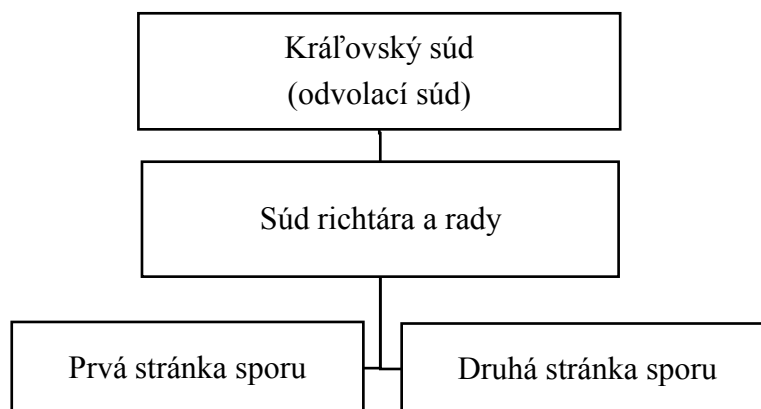 Kráľovský súd
(odvolací súd)
Súd richtára a rady
Prvá stránka sporu
Druhá stránka sporu